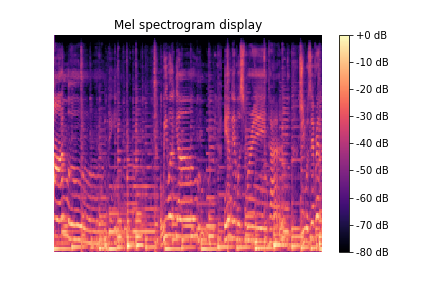 Mel spectrogram display
+0 dB
-10 dB
-20 dB
-30 dB
-40 dB
-50 dB
-60 dB
-70 dB
-80 dB